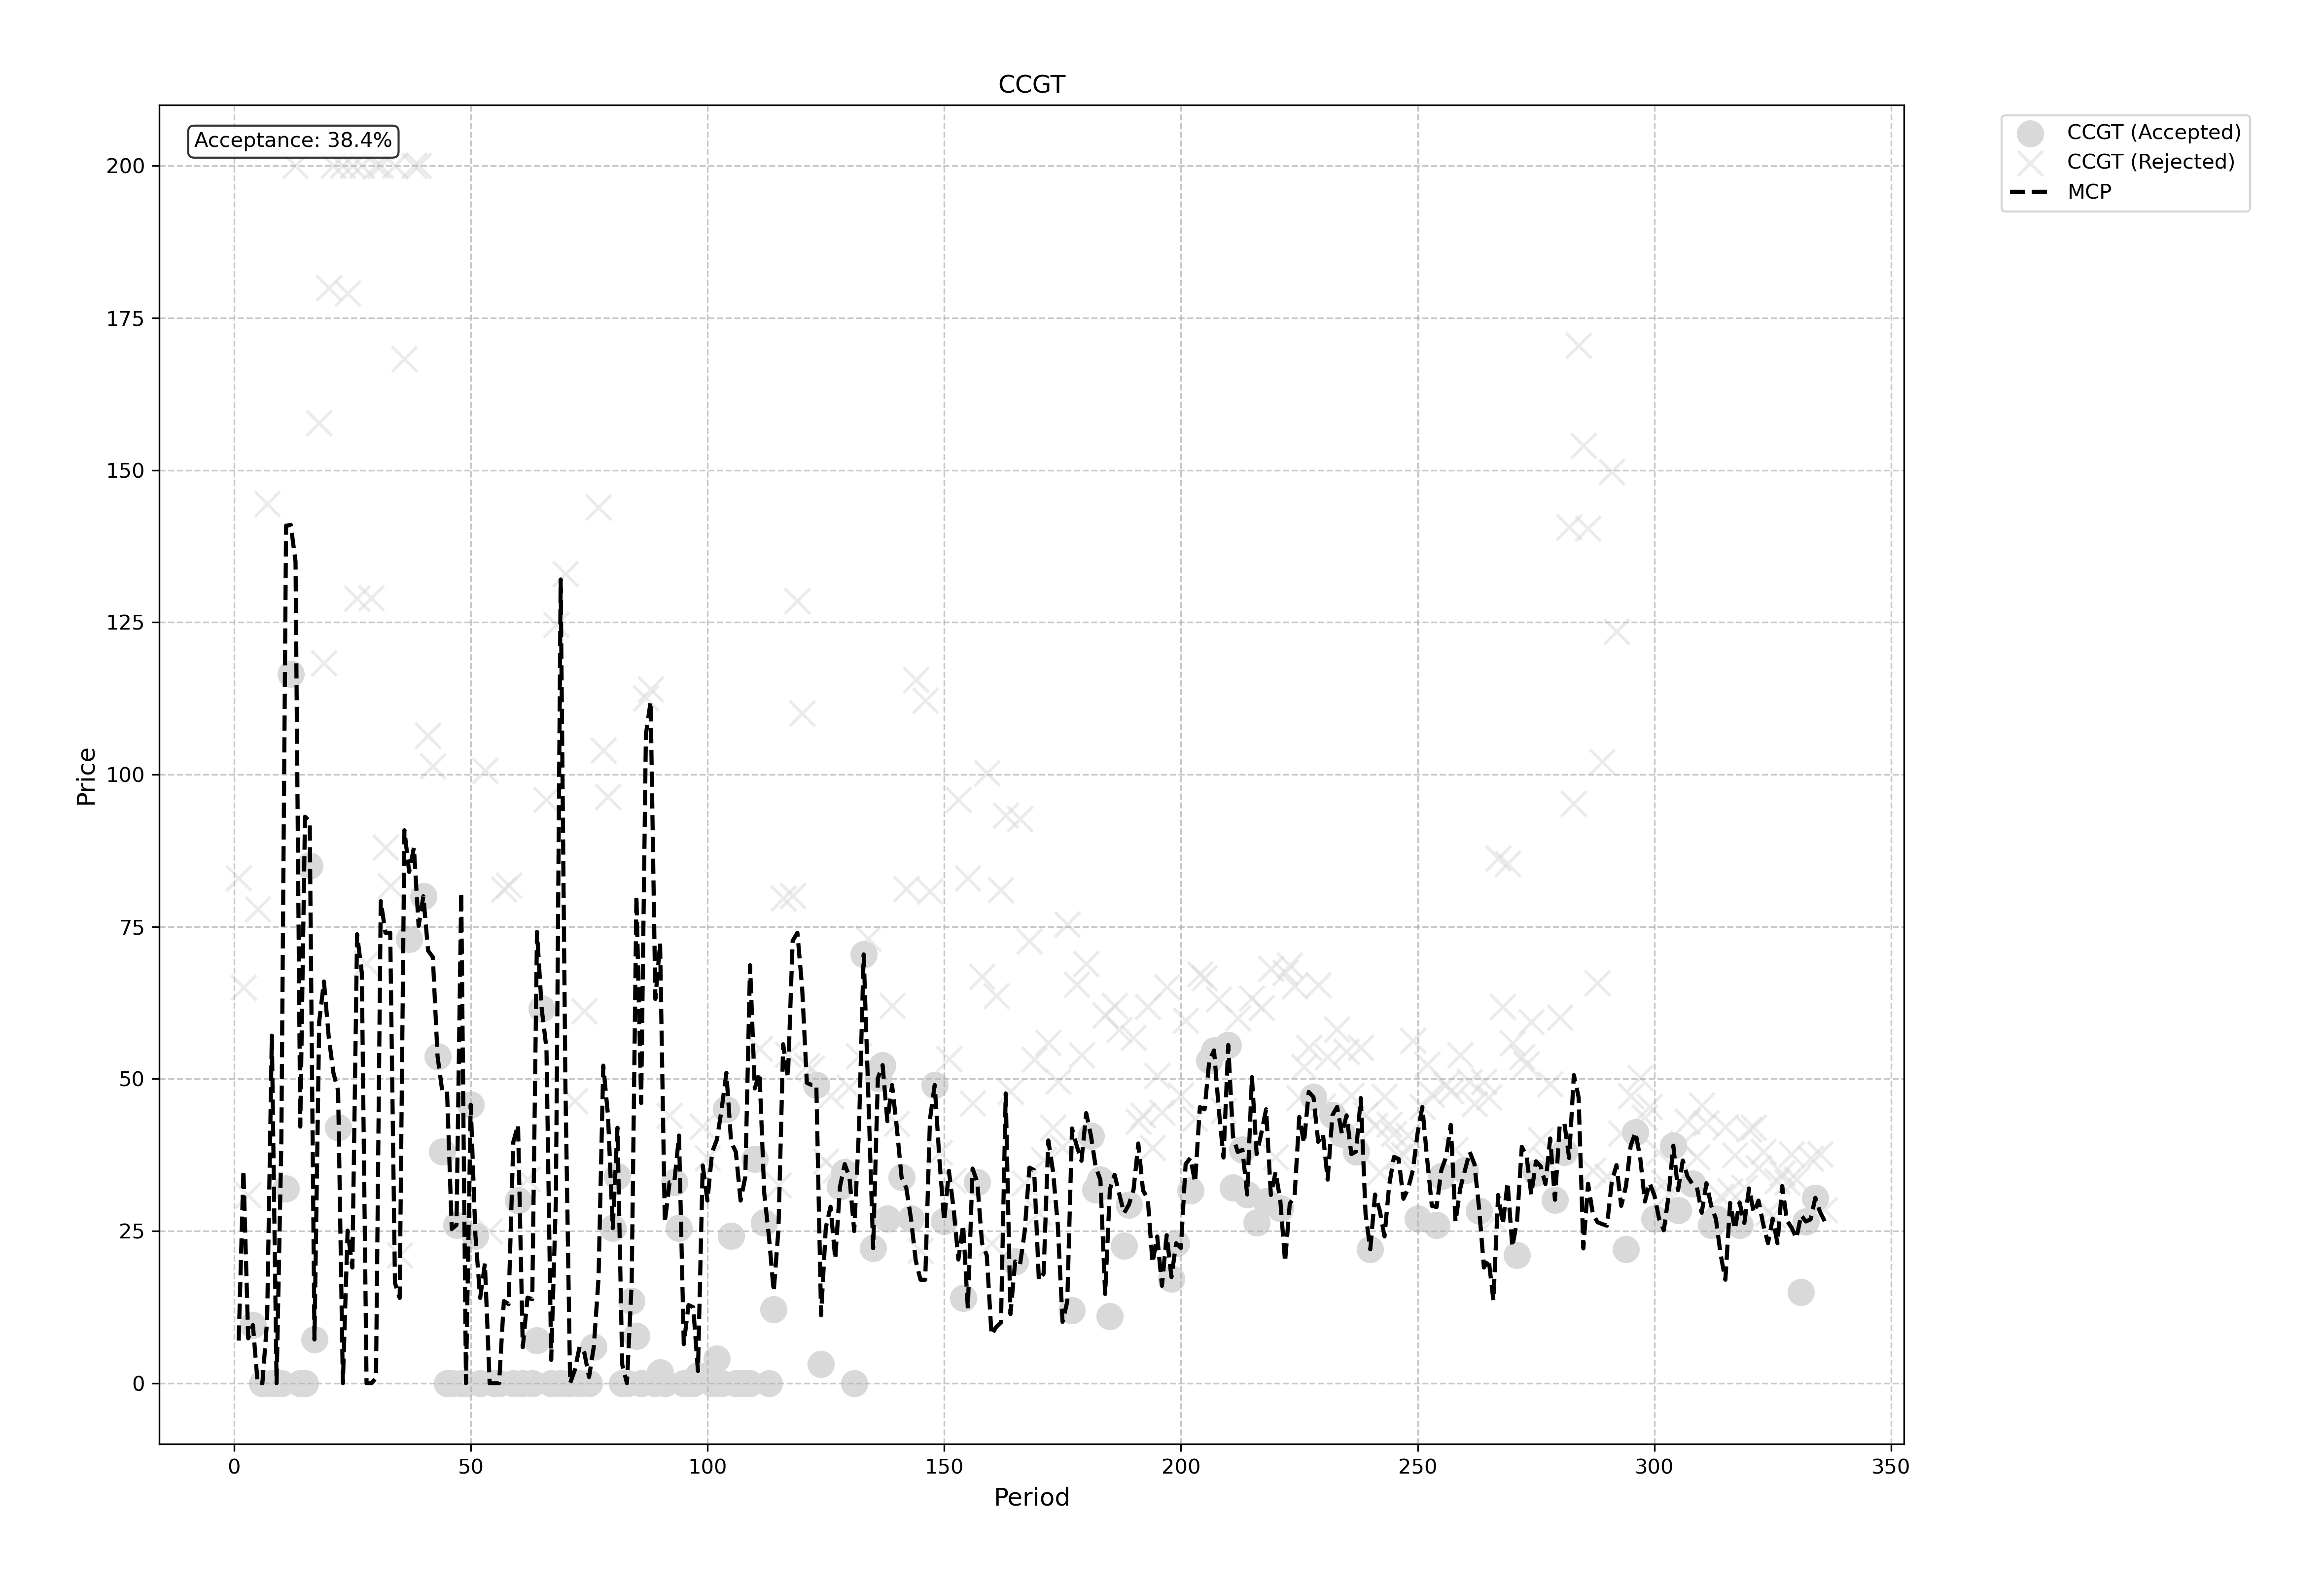 CCGT
Acceptance: 38.4%
CCGT (Accepted)
CCGT (Rejected)
MCP
200
175
150
125
100
75
50
25
0
Price
0
50
100
150
200
250
300
350
Period